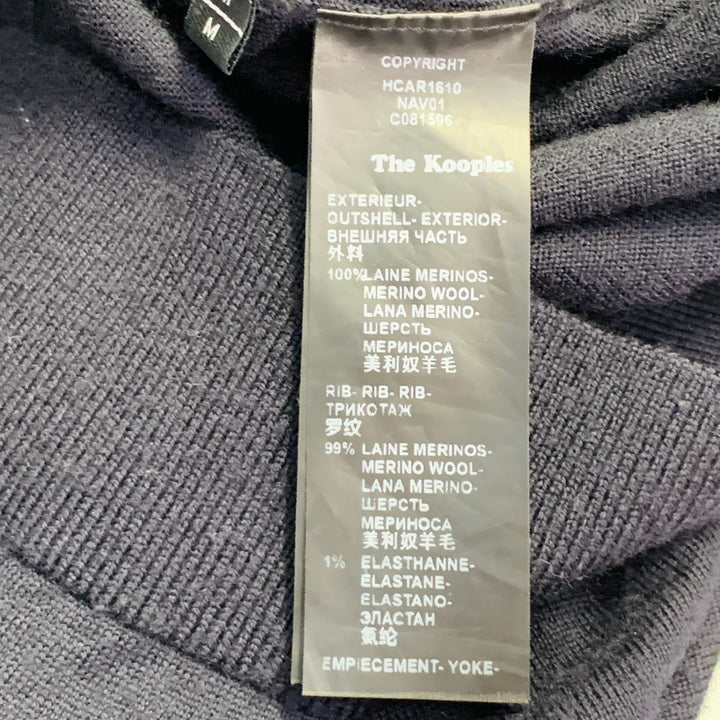 M
COPYRIGHT
HCAR1610
NAV01
C081596
The Kooples
EXTERIEUR-
OUTSHELL- EXTERIOR-
ВНЕШНЯЯ ЧАСТЬ
外料
100%LAINE MERINOS-
MERINO WOOL-
LANA MERINO-
ШЕРСТЬ
МЕРИНОСА
美利奴羊毛
RIB- RIB- RIB-
ТРИКОТАЖ
罗纹
99% LAINE MERINOS-
MERINO WOOL-
LANA MERINO-
ШЕРСТЬ
МЕРИНОСА
美利奴羊毛
1% ELASTHANNE-
ELASTANE-
ELASTANO-
ЭЛАСТАН
氨纶
EMPIECEMENT- YOKE-